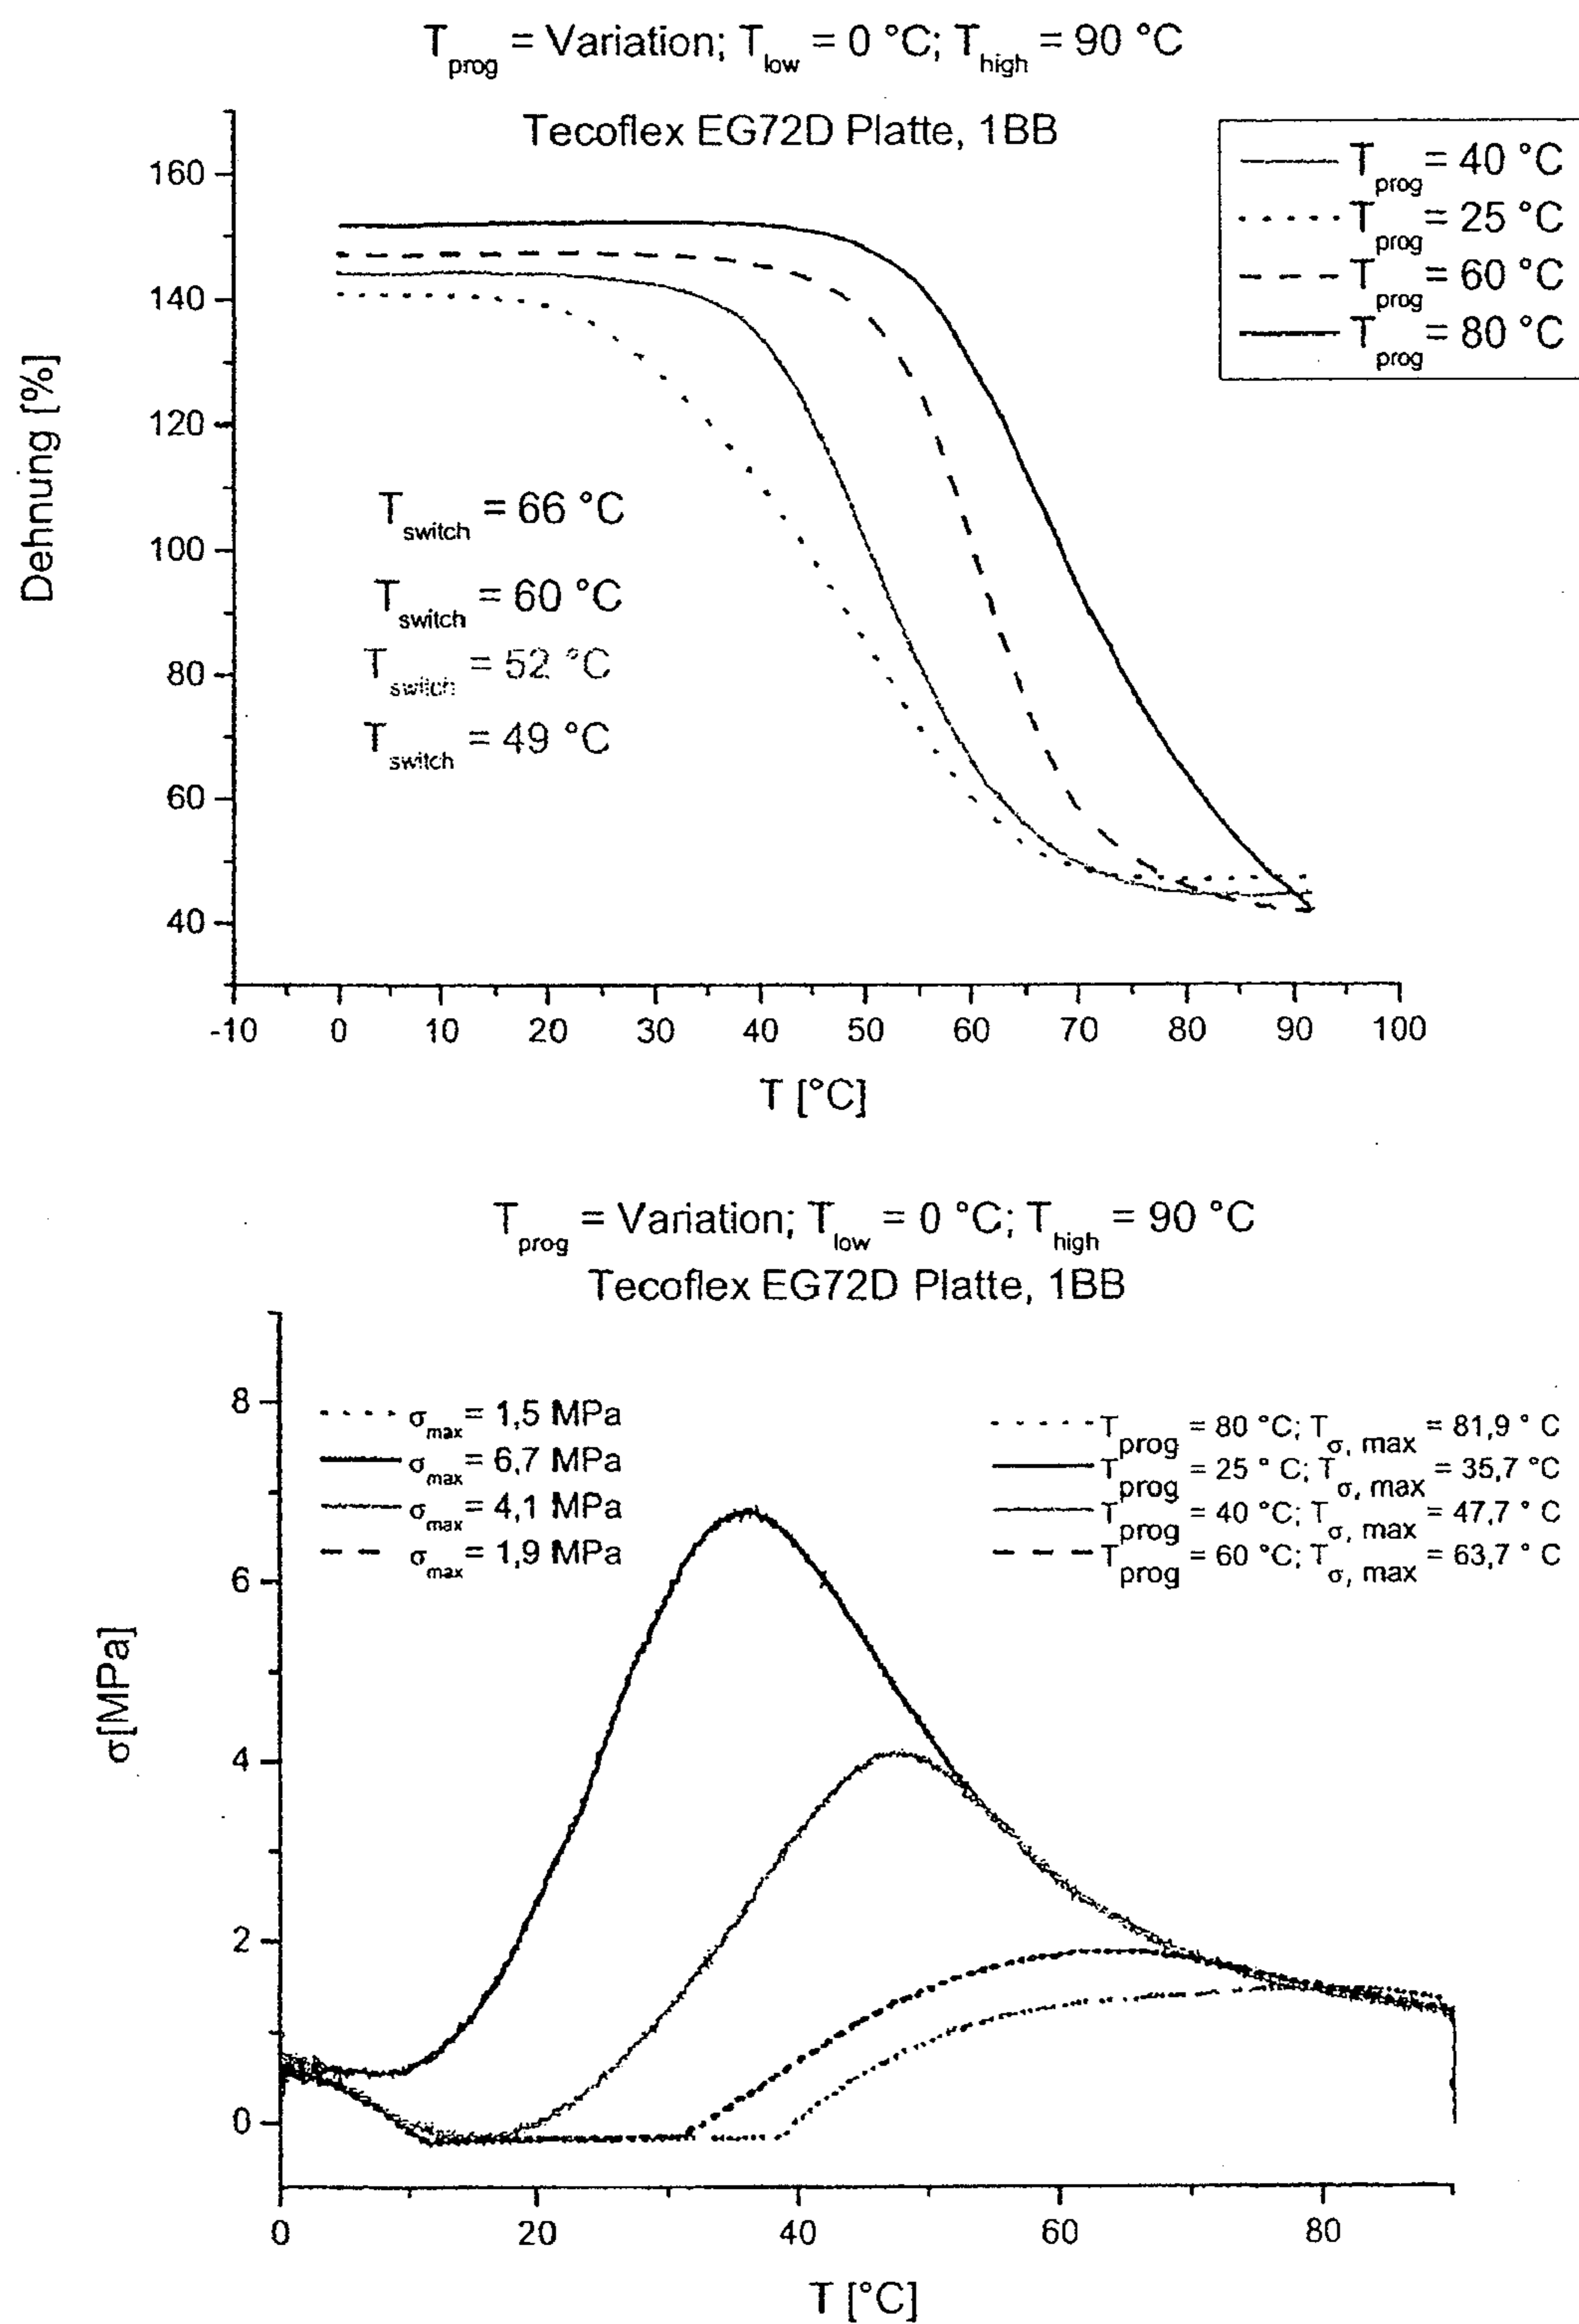 T_prog = Variation; T_low = 0 °C; T_high = 90 °C
Tecoflex EG72D Platte, 1BB
T_prog = 40 °C
T_prog = 25 °C
T_prog = 60 °C
T_prog = 80 °C
Dehnung [%]
160
140
120
100
80
60
40
T_switch = 66 °C
T_switch = 60 °C
T_switch = 52 °C
T_switch = 49 °C
-10 0 10 20 30 40 50 60 70 80 90 100
T [°C]
T_prog = Variation; T_low = 0 °C; T_high = 90 °C
Tecoflex EG72D Platte, 1BB
σ_max = 1,5 MPa
σ_max = 6,7 MPa
σ_max = 4,1 MPa
σ_max = 1,9 MPa
T_prog = 80 °C; T_σ, max = 81,9 ° C
T_prog = 25 ° C; T_σ, max = 35,7 °C
T_prog = 40 °C; T_σ, max = 47,7 ° C
T_prog = 60 °C; T_σ, max = 63,7 ° C
σ[MPa]
8
6
4
2
0
0 20 40 60 80
T [°C]